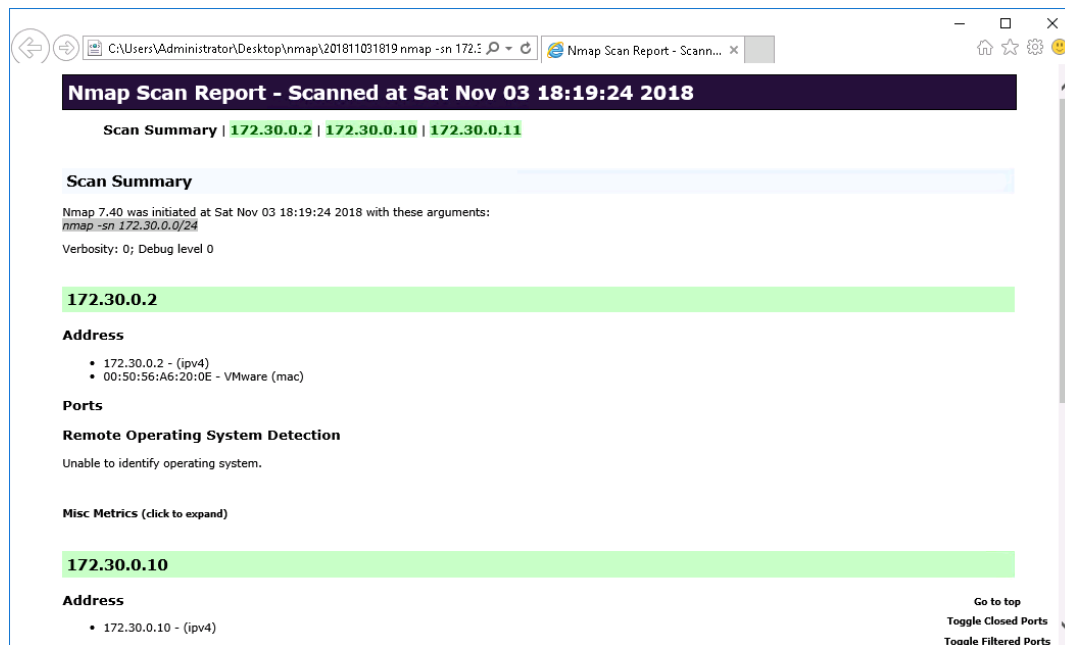 C:\Users\Administrator\Desktop\nmap\201811031819 nmap -sn 172.3
Nmap Scan Report - Scann...
Nmap Scan Report - Scanned at Sat Nov 03 18:19:24 2018
Scan Summary | 172.30.0.2 | 172.30.0.10 | 172.30.0.11
Scan Summary
Nmap 7.40 was initiated at Sat Nov 03 18:19:24 2018 with these arguments:
nmap -sn 172.30.0.0/24
Verbosity: 0; Debug level 0
172.30.0.2
Address
• 172.30.0.2 - (ipv4)
• 00:50:56:A6:20:0E - VMware (mac)
Ports
Remote Operating System Detection
Unable to identify operating system.
Misc Metrics (click to expand)
172.30.0.10
Address
• 172.30.0.10 - (ipv4)
Go to top
Toggle Closed Ports
Toggle Filtered Ports